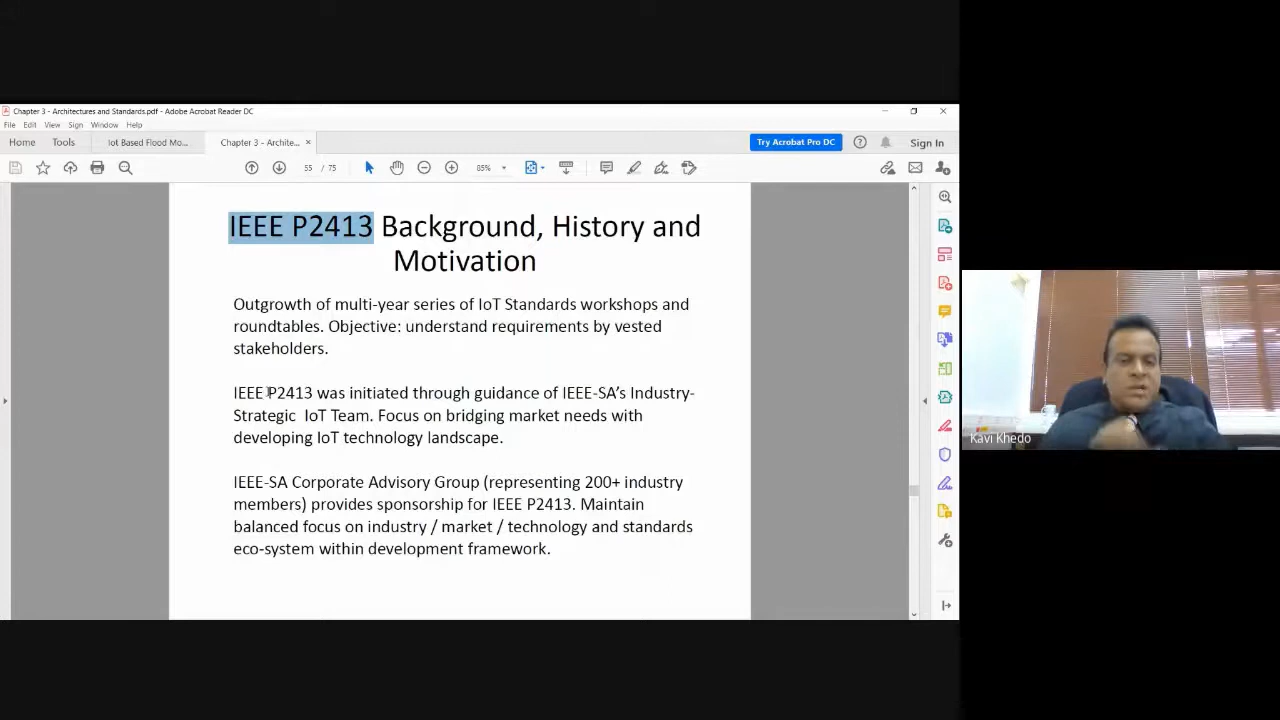 Chapter 3 - Architectures and Standards.pdf - Adobe Acrobat Reader DC
File Edit View Sign Window Help
Home Tools Iot Based Flood Mo... Chapter 3 - Archite... × Try Acrobat Pro DC Sign In
55 / 75 85%
IEEE P2413 Background, History and
Motivation
Outgrowth of multi-year series of IoT Standards workshops and
roundtables. Objective: understand requirements by vested
stakeholders.
IEEE P2413 was initiated through guidance of IEEE-SA’s Industry-
Strategic IoT Team. Focus on bridging market needs with
developing IoT technology landscape.
IEEE-SA Corporate Advisory Group (representing 200+ industry
members) provides sponsorship for IEEE P2413. Maintain
balanced focus on industry / market / technology and standards
eco-system within development framework.
Kavi Khedo